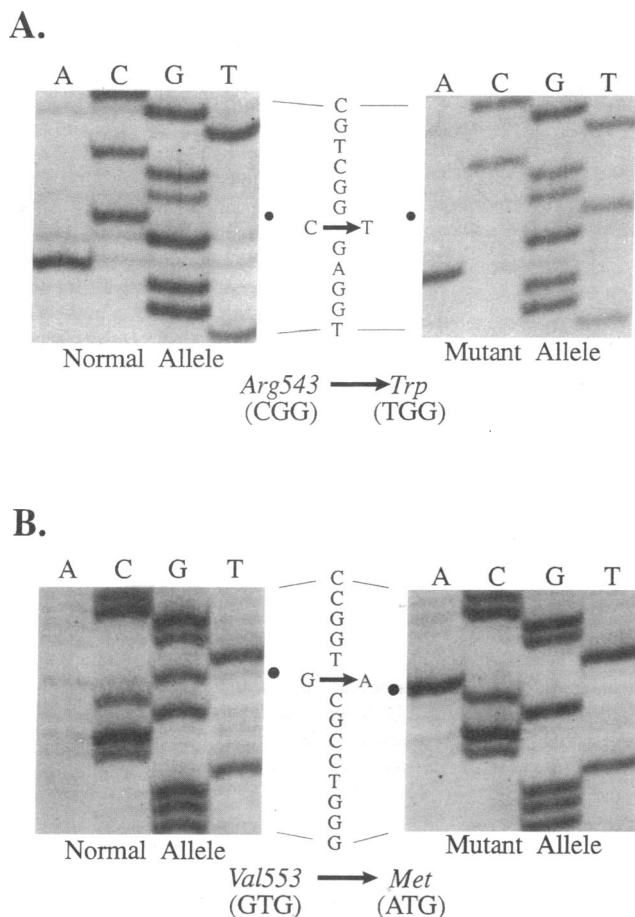 A.
A C G T
A C G T
C
G
T
C
G
G
C → T
G
A
G
G
T
Normal Allele
Mutant Allele
Arg543 → Trp
(CGG) (TGG)
B.
A C G T
A C G T
C
C
G
G
T
G → A
C
G
C
C
T
G
G
G
Normal Allele
Mutant Allele
Val553 → Met
(GTG) (ATG)